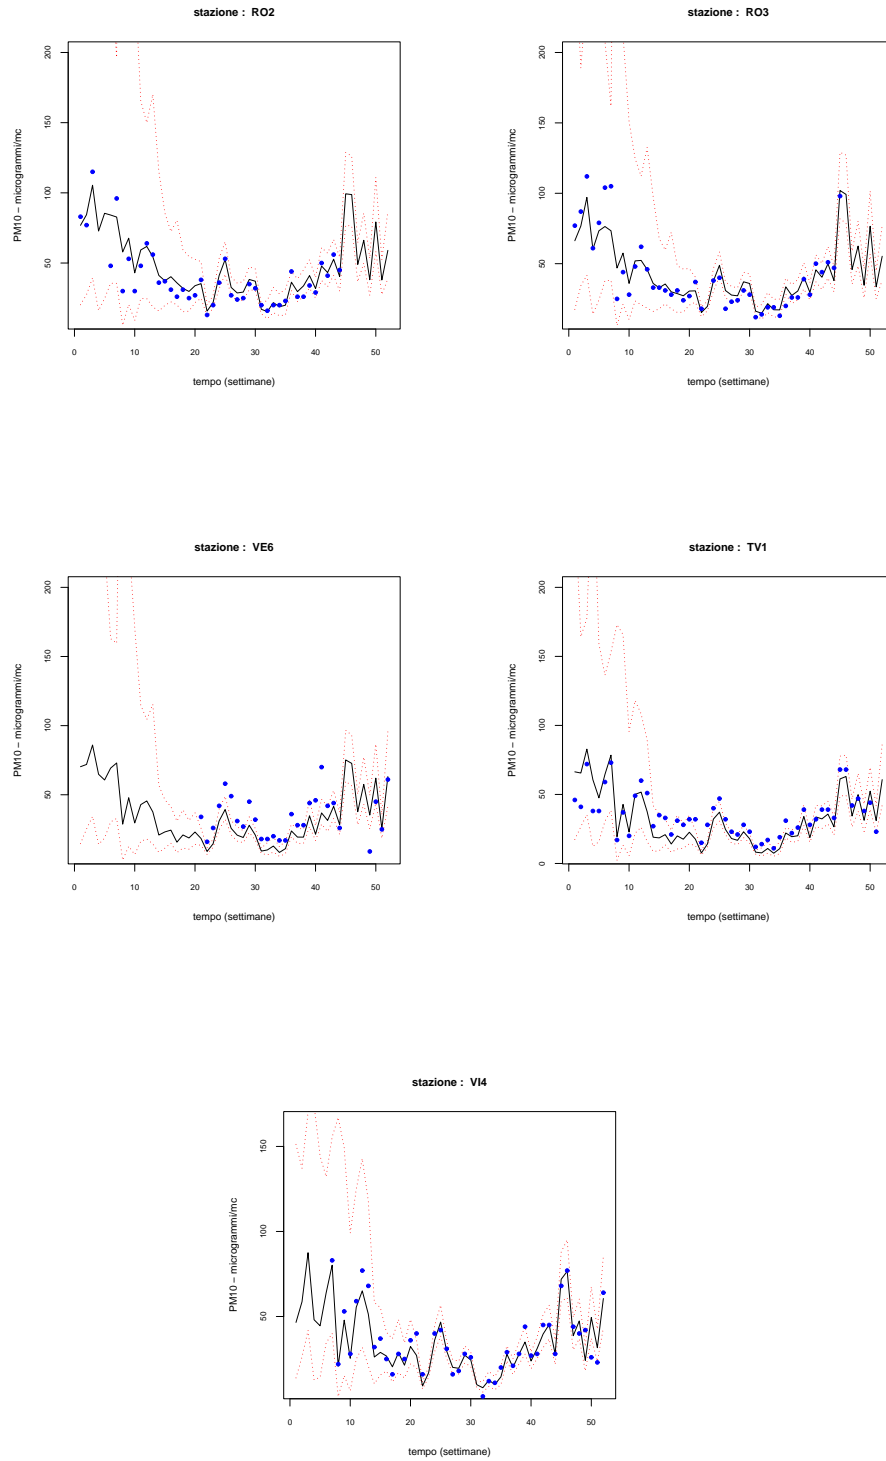 stazione : RO2
PM10 − microgrammi/mc
200
150
100
50
0 10 20 30 40 50
tempo (settimane)
stazione : RO3
PM10 − microgrammi/mc
200
150
100
50
0 10 20 30 40 50
tempo (settimane)
stazione : VE6
PM10 − microgrammi/mc
200
150
100
50
0 10 20 30 40 50
tempo (settimane)
stazione : TV1
PM10 − microgrammi/mc
200
150
100
50
0
0 10 20 30 40 50
tempo (settimane)
stazione : VI4
PM10 − microgrammi/mc
150
100
50
0 10 20 30 40 50
tempo (settimane)